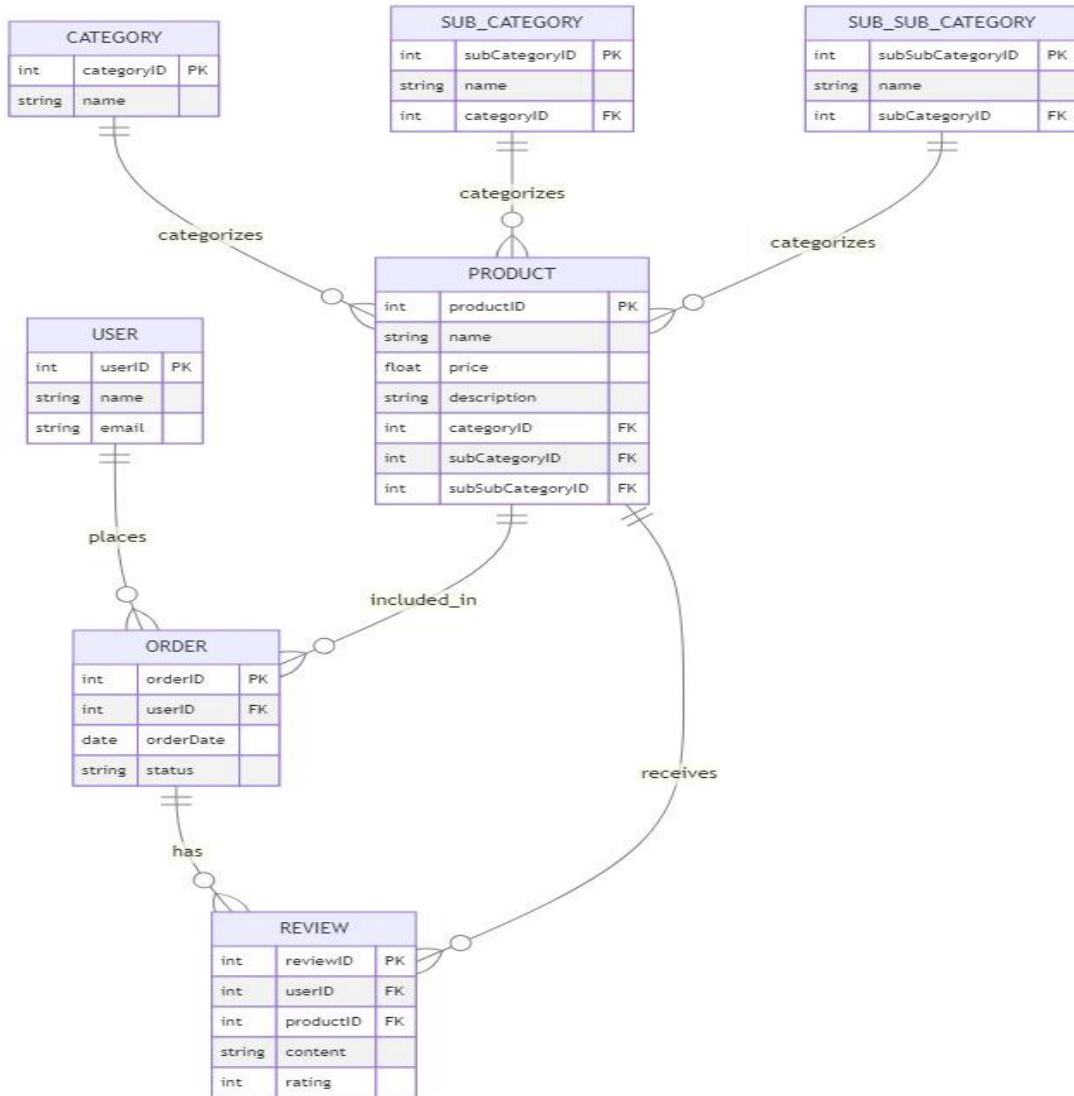 CATEGORY
int categoryID PK
string name
SUB_CATEGORY
int subCategoryID PK
string name
int categoryID FK
SUB_SUB_CATEGORY
int subSubCategoryID PK
string name
int subCategoryID FK
categorizes
categorizes
categorizes
PRODUCT
int productID PK
string name
float price
string description
int categoryID FK
int subCategoryID FK
int subSubCategoryID FK
USER
int userID PK
string name
string email
places
included_in
ORDER
int orderID PK
int userID FK
date orderDate
string status
receives
has
REVIEW
int reviewID PK
int userID FK
int productID FK
string content
int rating